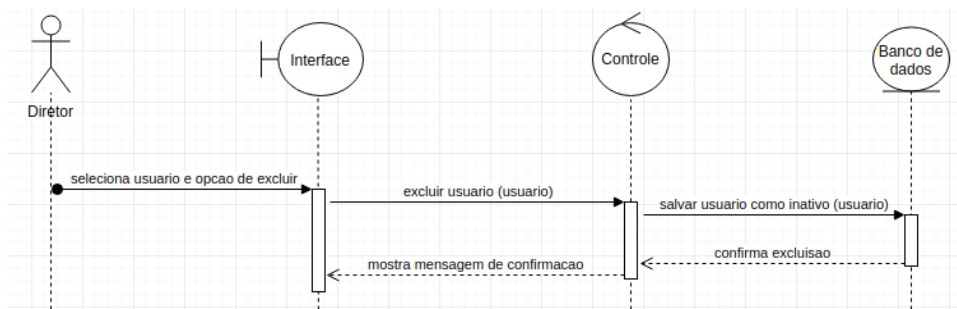 Interface
Controle
Banco de
dados
Diretor
seleciona usuario e opcao de excluir
excluir usuario (usuario)
salvar usuario como inativo (usuario)
confirma excluisao
mostra mensagem de confirmacao